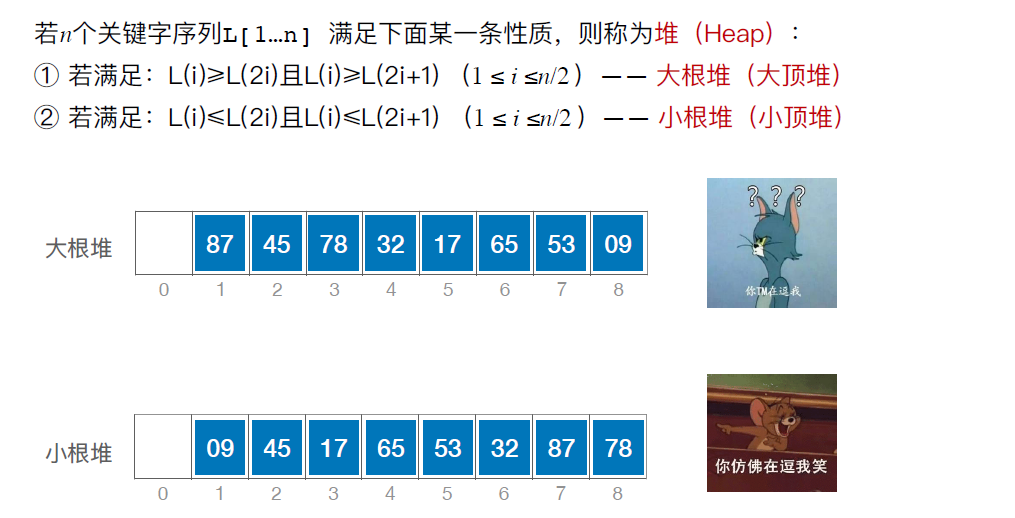 若n个关键字序列L[1…n] 满足下面某一条性质，则称为堆（Heap）：
① 若满足：L(i)≥L(2i)且L(i)≥L(2i+1) （1 ≤ i ≤n/2 ）—— 大根堆（大顶堆）
② 若满足：L(i)≤L(2i)且L(i)≤L(2i+1) （1 ≤ i ≤n/2 ）—— 小根堆（小顶堆）
? ? ?
大根堆 87 45 78 32 17 65 53 09
0 1 2 3 4 5 6 7 8
你TM在逗我
小根堆 09 45 17 65 53 32 87 78
你仿佛在逗我笑
0 1 2 3 4 5 6 7 8